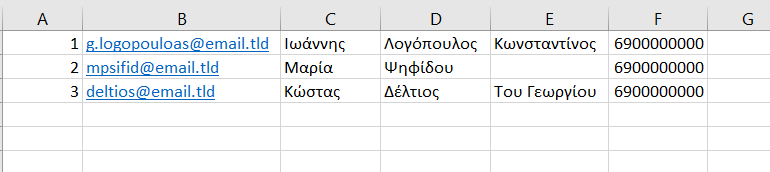 A B C D E F G
1 g.logopouloas@email.tld Ιωάννης Λογόπουλος Κωνσταντίνος 6900000000
2 mpsifid@email.tld Μαρία Ψηφίδου 6900000000
3 deltios@email.tld Κώστας Δέλτιος Του Γεωργίου 6900000000